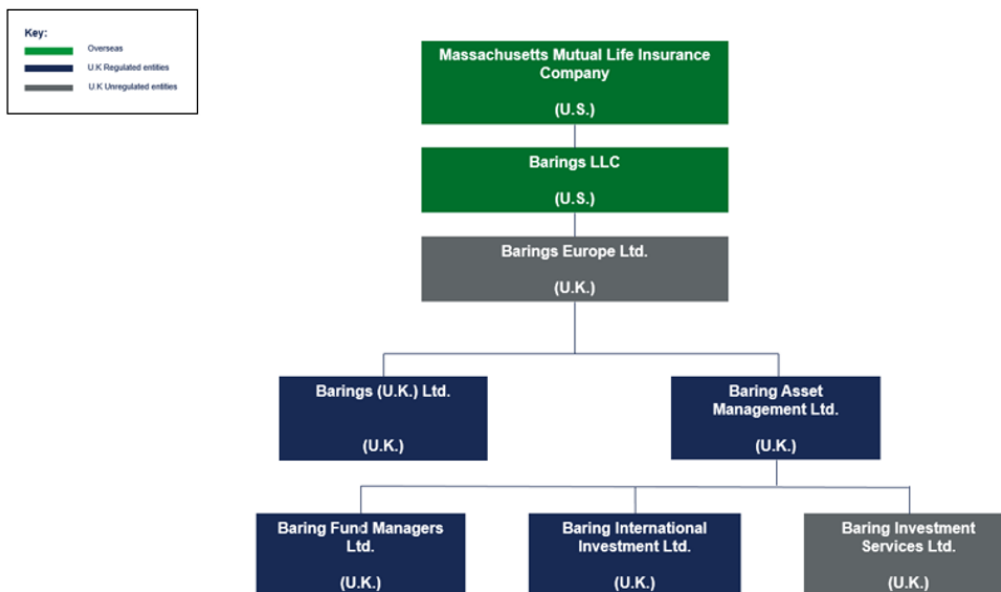 Key:
Overseas
U.K Regulated entities
U.K Unregulated entities
Massachusetts Mutual Life Insurance
Company
(U.S.)
Barings LLC
(U.S.)
Barings Europe Ltd.
(U.K.)
Barings (U.K.) Ltd.
(U.K.)
Baring Asset
Management Ltd.
(U.K.)
Baring Fund Managers
Ltd.
(U.K.)
Baring International
Investment Ltd.
(U.K.)
Baring Investment
Services Ltd.
(U.K.)